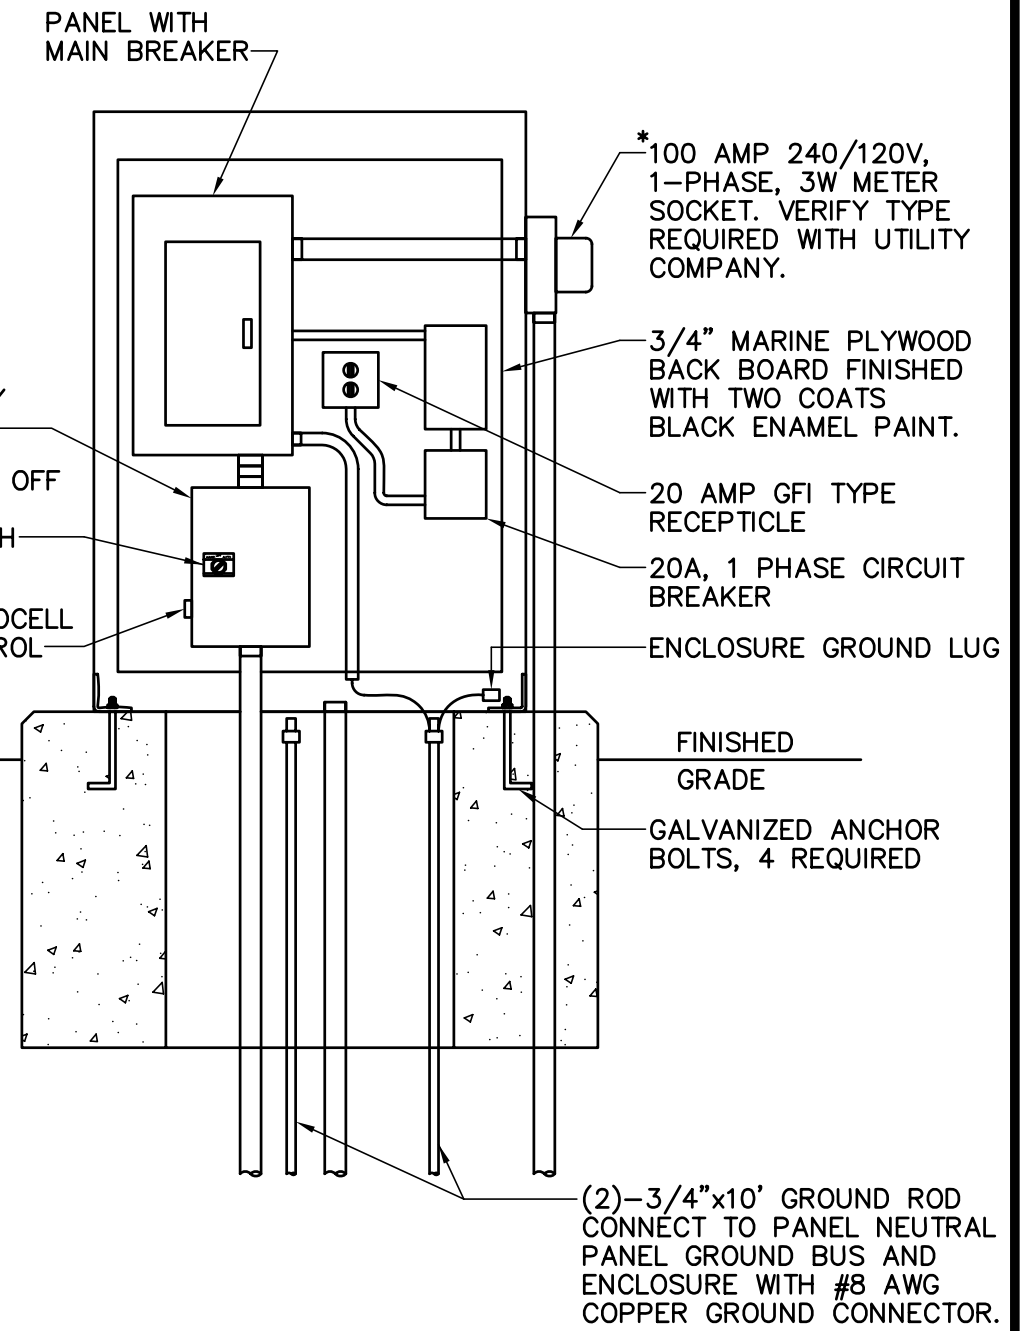 PANEL WITH
MAIN BREAKER
*100 AMP 240/120V,
1-PHASE, 3W METER
SOCKET. VERIFY TYPE
REQUIRED WITH UTILITY
COMPANY.
3/4" MARINE PLYWOOD
BACK BOARD FINISHED
WITH TWO COATS
BLACK ENAMEL PAINT.
OFF
H
OCELL
ROL
20 AMP GFI TYPE
RECEPTICLE
20A, 1 PHASE CIRCUIT
BREAKER
ENCLOSURE GROUND LUG
FINISHED
GRADE
GALVANIZED ANCHOR
BOLTS, 4 REQUIRED
(2)-3/4"x10' GROUND ROD
CONNECT TO PANEL NEUTRAL
PANEL GROUND BUS AND
ENCLOSURE WITH #8 AWG
COPPER GROUND CONNECTOR.